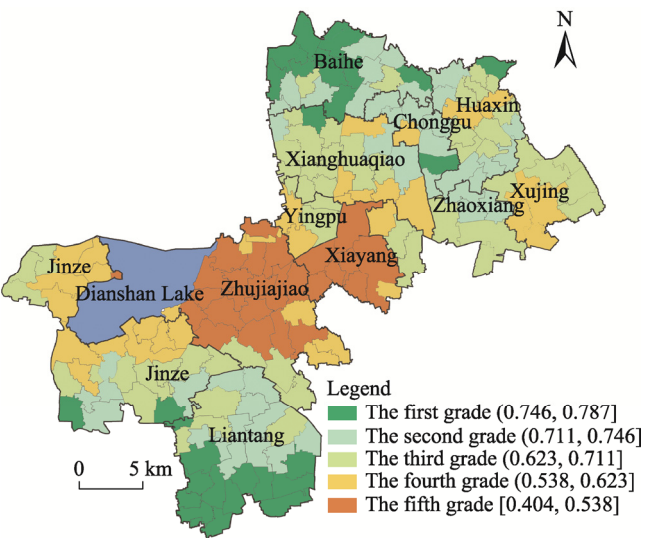 N
Baihe
Huaxin
Chonggu
Xianghuaqiao
Xujing
Zhaoxiang
Yingpu
Xiayang
Jinze
Dianshan Lake
Zhujiajiao
Jinze
Liantang
0 5 km
Legend
The first grade (0.746, 0.787]
The second grade (0.711, 0.746]
The third grade (0.623, 0.711]
The fourth grade (0.538, 0.623]
The fifth grade [0.404, 0.538]